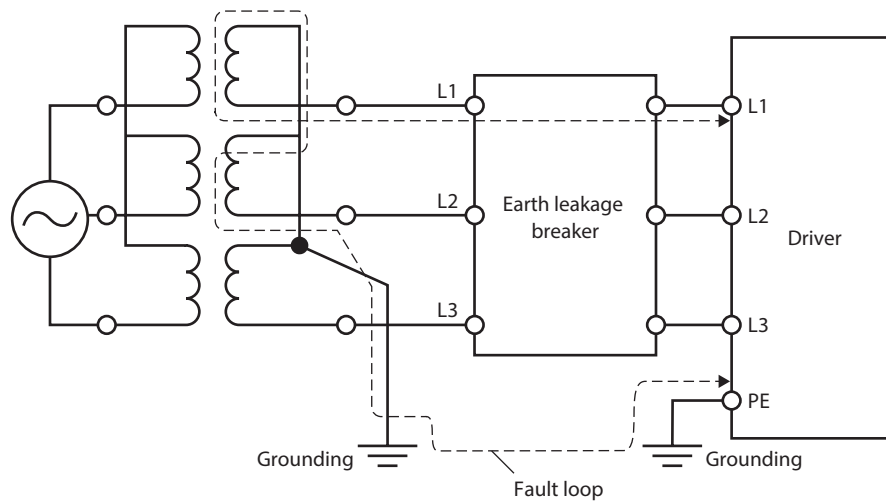 L1
L1
L2
Earth leakage
breaker
L2
Driver
L3
L3
PE
Grounding
Grounding
Fault loop